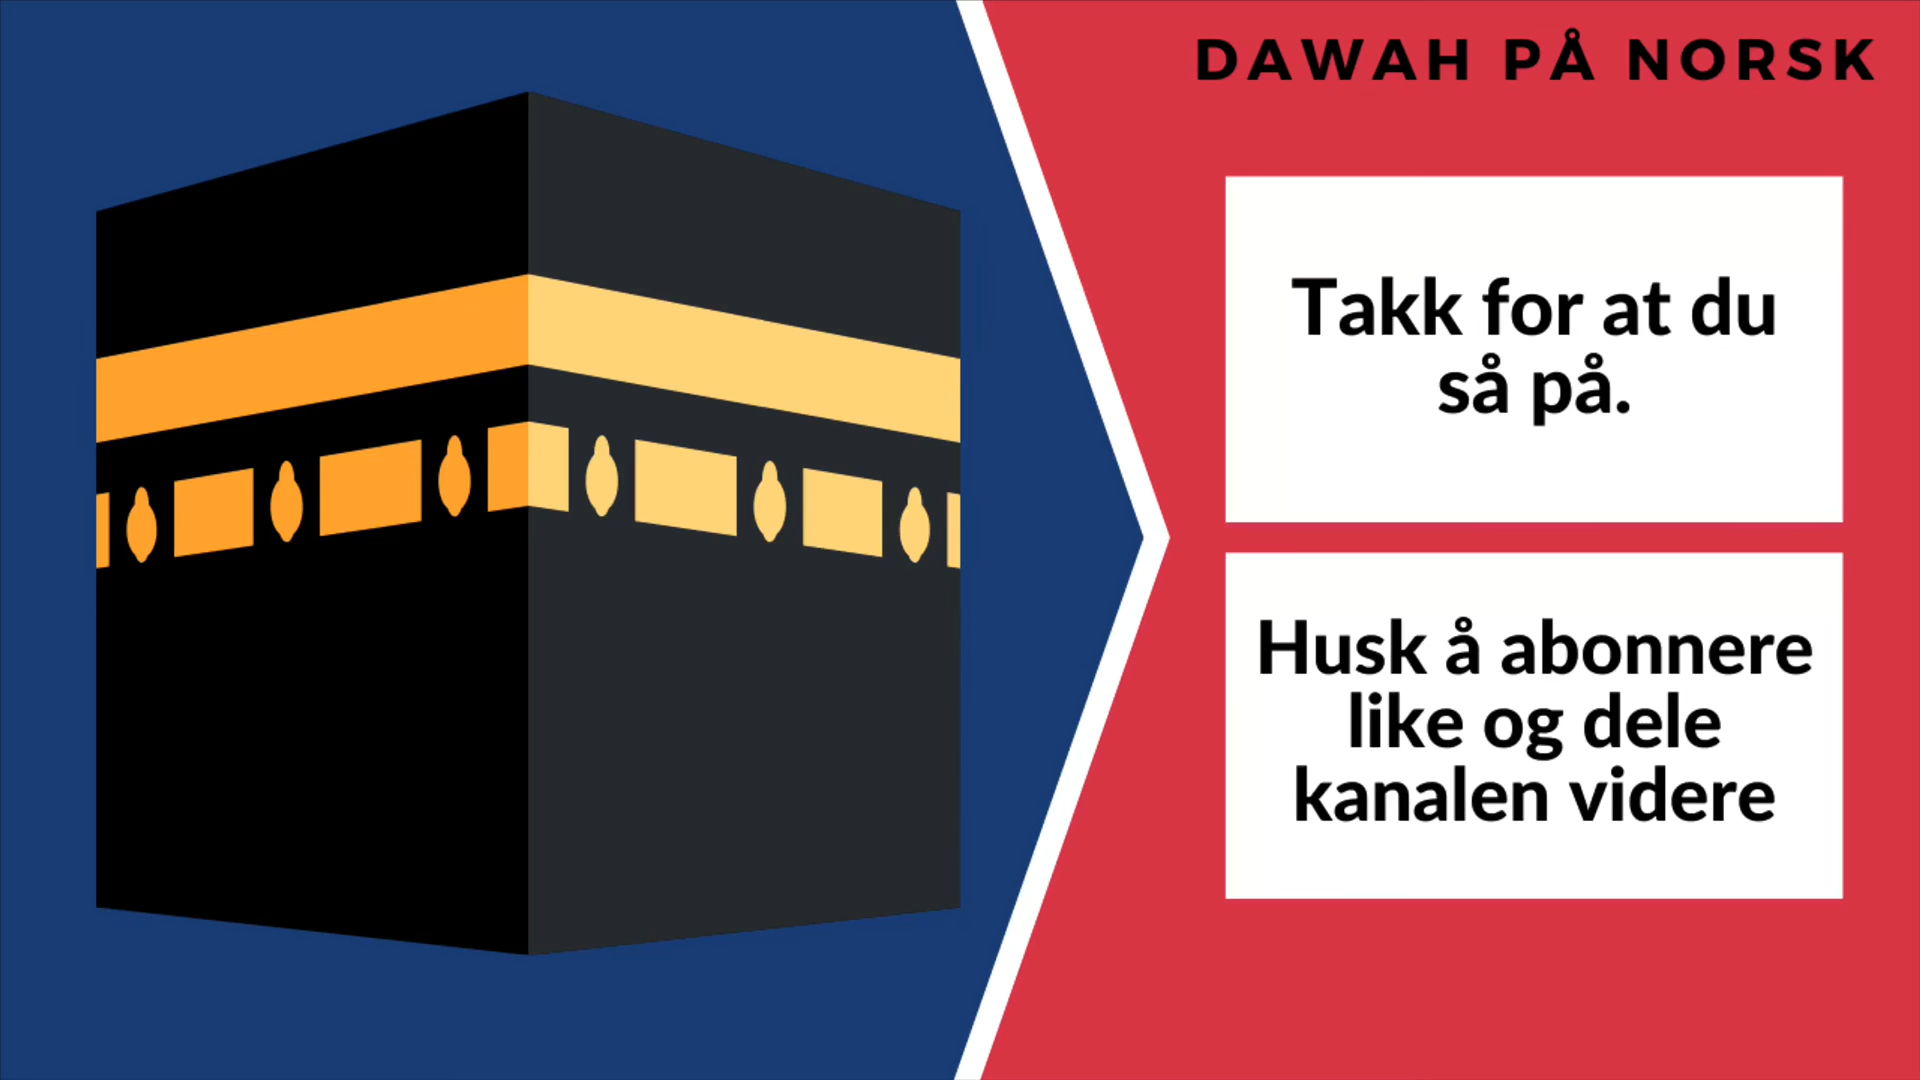 DAWAH PÅ NORSK
Takk for at du
så på.
Husk å abonnere
like og dele
kanalen videre